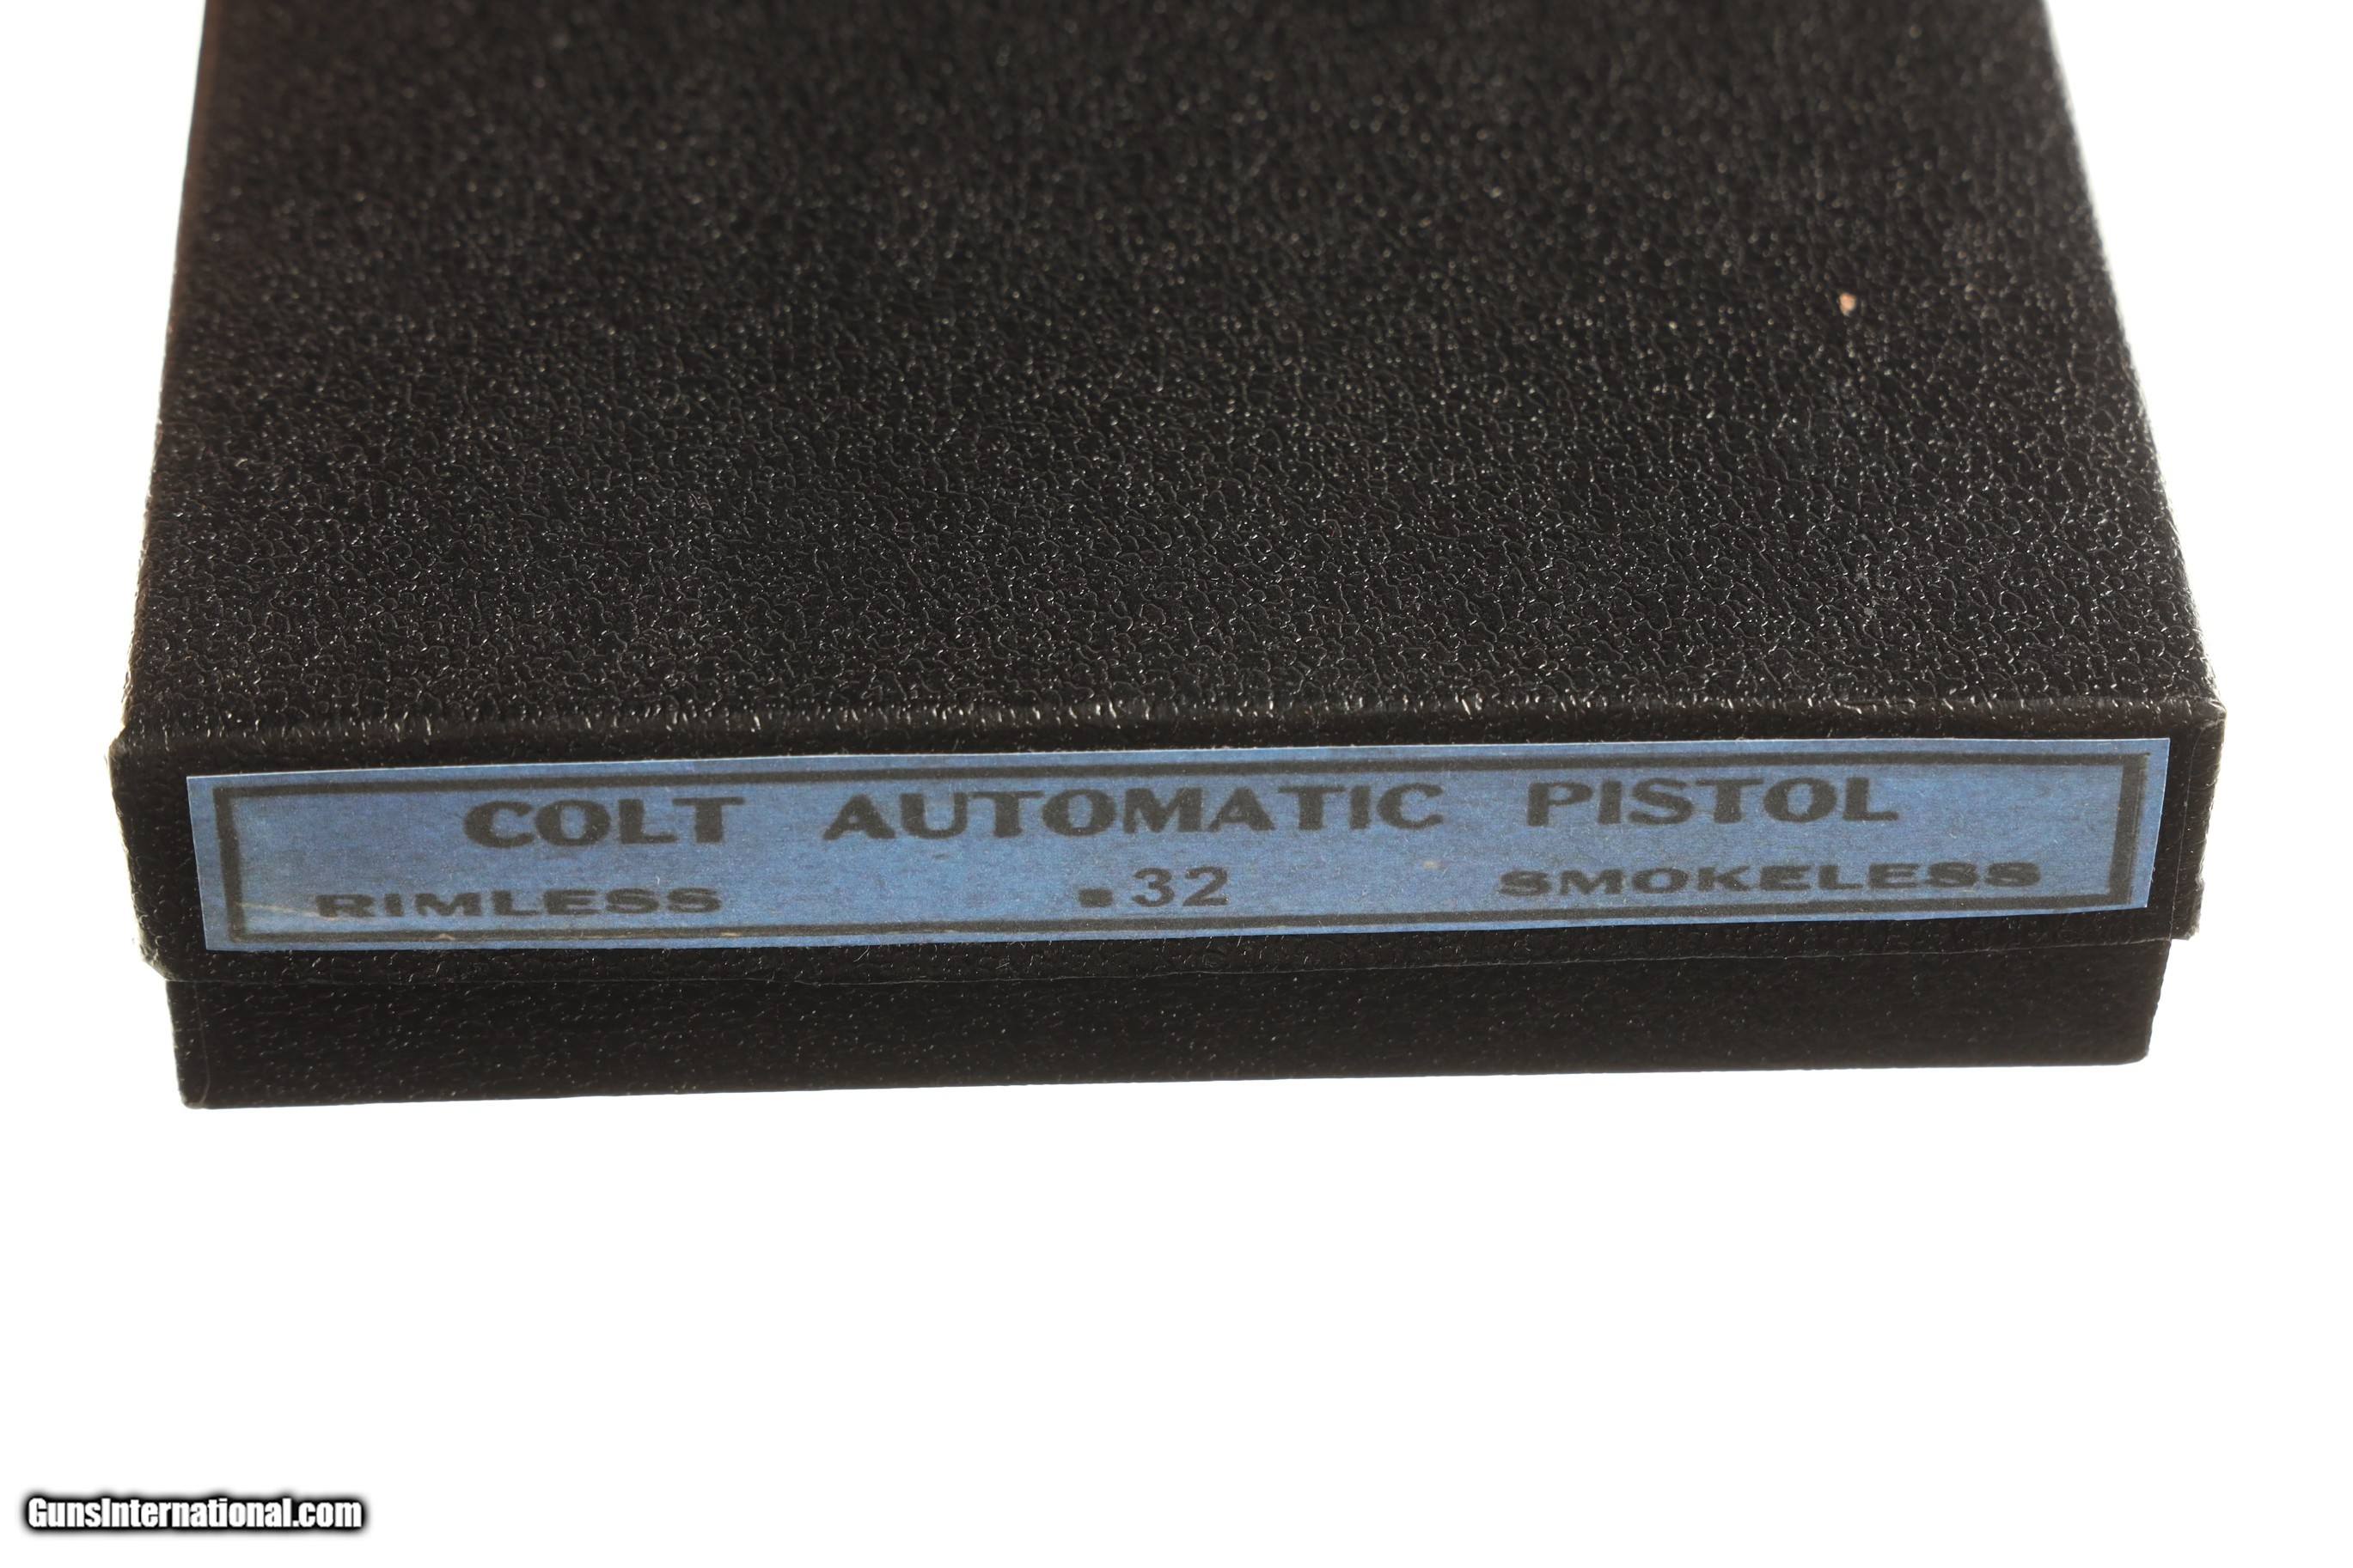 COLT AUTOMATIC PISTOL
RIMLESS .32 SMOKELESS
GunsInternational.com